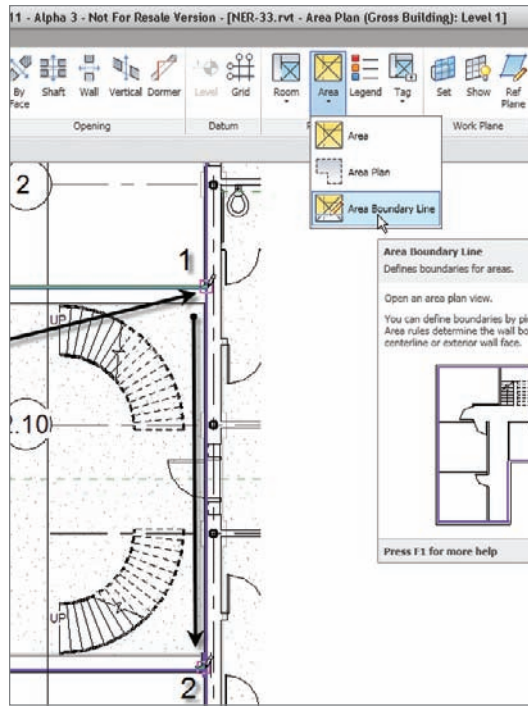 11 - Alpha 3 - Not For Resale Version - [NER-33.rvt - Area Plan (Gross Building): Level 1]
By Face Shaft Wall Vertical Dormer Level Grid Room Area Legend Tag Set Show Ref Plane
Opening Datum Work Plane
Area
Area Plan
Area Boundary Line
2
1
Area Boundary Line
Defines boundaries for areas.
Open an area plan view.
You can define boundaries by
Area rules determine the wall
centerline or exterior wall face.
UP
.10
UP
Press F1 for more help
2